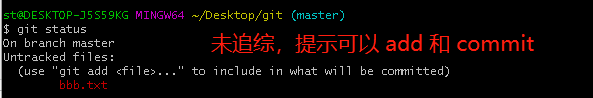 st@DESKTOP-J5S59KG MINGW64 ~/Desktop/git (master)
$ git status
On branch master
Untracked files:
(use "git add <file>..." to include in what will be committed)
bbb.txt
未追综，提示可以 add 和 commit